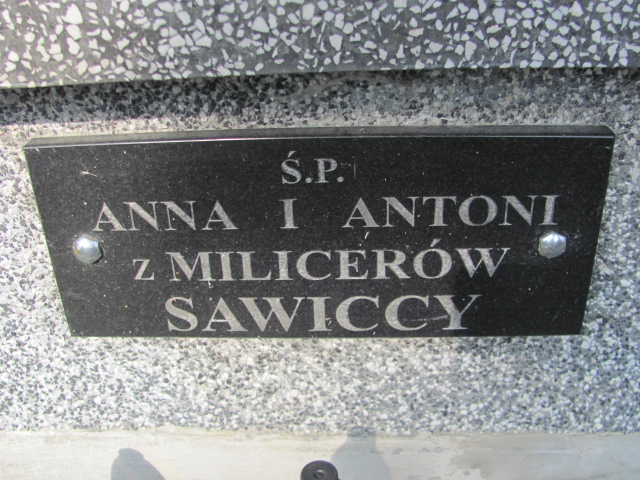 Ś.P.
ANNA I ANTONI
z MILICERÓW
SAWICCY